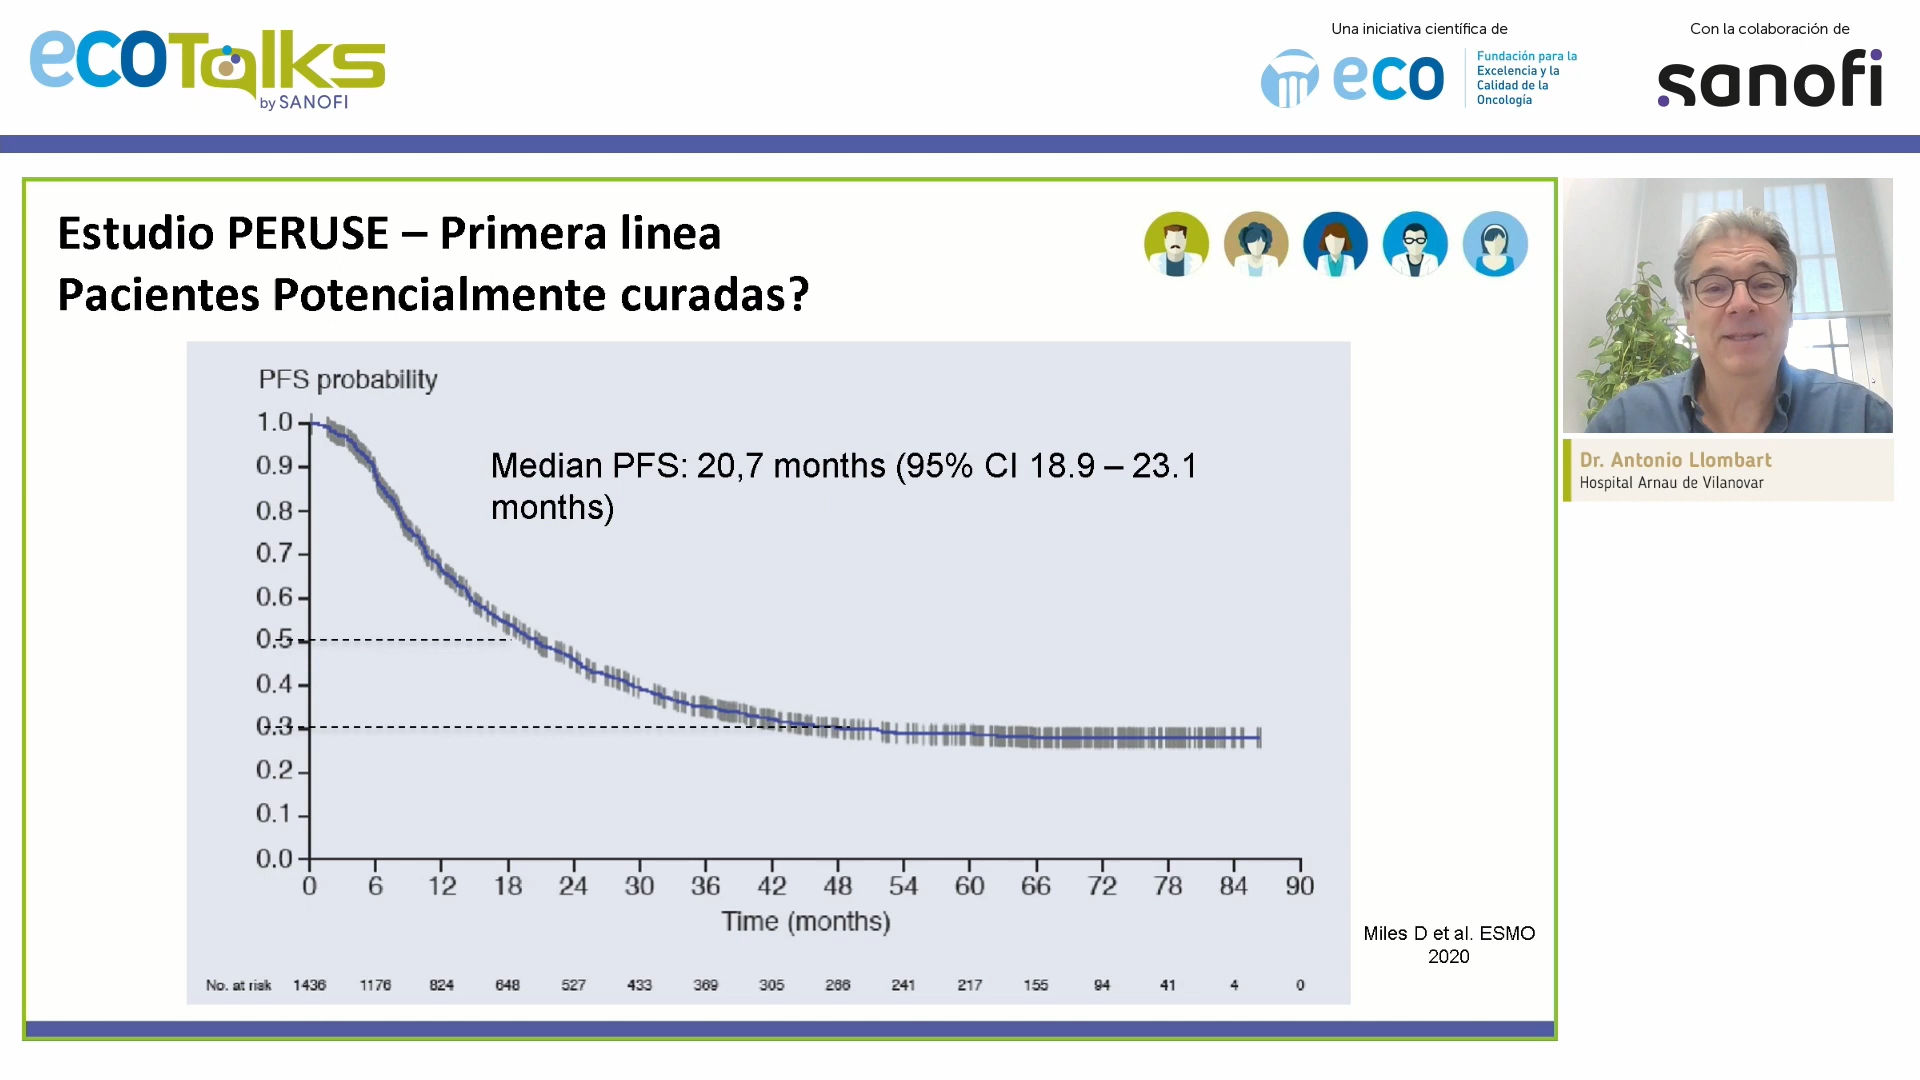 ecoTalks
by SANOFI
Una iniciativa científica de
eco
Fundación para la
Excelencia y la
Calidad de la
Oncología
Con la colaboración de
sanofi
Estudio PERUSE – Primera linea
Pacientes Potencialmente curadas?
PFS probability
Median PFS: 20,7 months (95% CI 18.9 – 23.1
months)
1.0
0.9
0.8
0.7
0.6
0.5
0.4
0.3
0.2
0.1
0.0
0 6 12 18 24 30 36 42 48 54 60 66 72 78 84 90
Time (months)
No. at risk 1436 1176 824 648 527 433 369 305 266 241 217 155 94 41 4 0
Miles D et al. ESMO
2020
Dr. Antonio Llombart
Hospital Arnau de Vilanovar